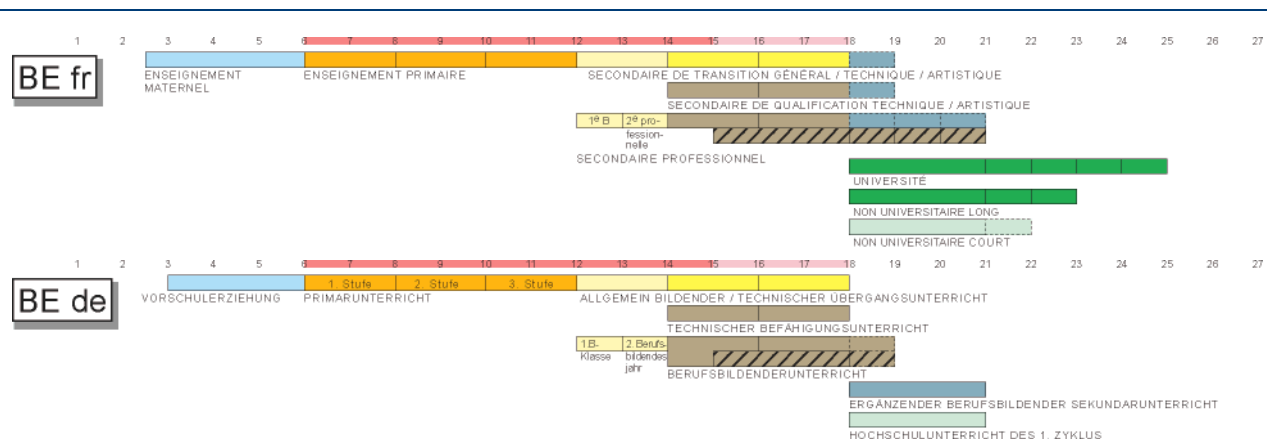 1 2 3 4 5 6 7 8 9 10 11 12 13 14 15 16 17 18 19 20 21 22 23 24 25 26 27
BE fr
ENSEIGNEMENT
MATERNEL
ENSEIGNEMENT PRIMAIRE
SECONDAIRE DE TRANSITION GÉNÉRAL / TECHNIQUE / ARTISTIQUE
SECONDAIRE DE QUALIFICATION TECHNIQUE / ARTISTIQUE
1e B
2e pro-
fession-
nelle
SECONDAIRE PROFESSIONNEL
UNIVERSITÉ
NON UNIVERSITAIRE LONG
NON UNIVERSITAIRE COURT
1 2 3 4 5 6 7 8 9 10 11 12 13 14 15 16 17 18 19 20 21 22 23 24 25 26 27
BE de
1. Stufe 2. Stufe 3. Stufe
VORSCHULERZIEHUNG
PRIMARUNTERRICHT
ALLGEMEIN BILDENDER / TECHNISCHER ÜBERGANGSUNTERRICHT
TECHNISCHER BEFÄHIGUNGSUNTERRICHT
1.B-
Klasse
2. Berufs-
bildendes
jahr
BERUFSBILDENDERUNTERRICHT
ERGÄNZENDER BERUFSBILDENDER SEKUNDARUNTERRICHT
HOCHSCHULUNTERRICHT DES 1. ZYKLUS